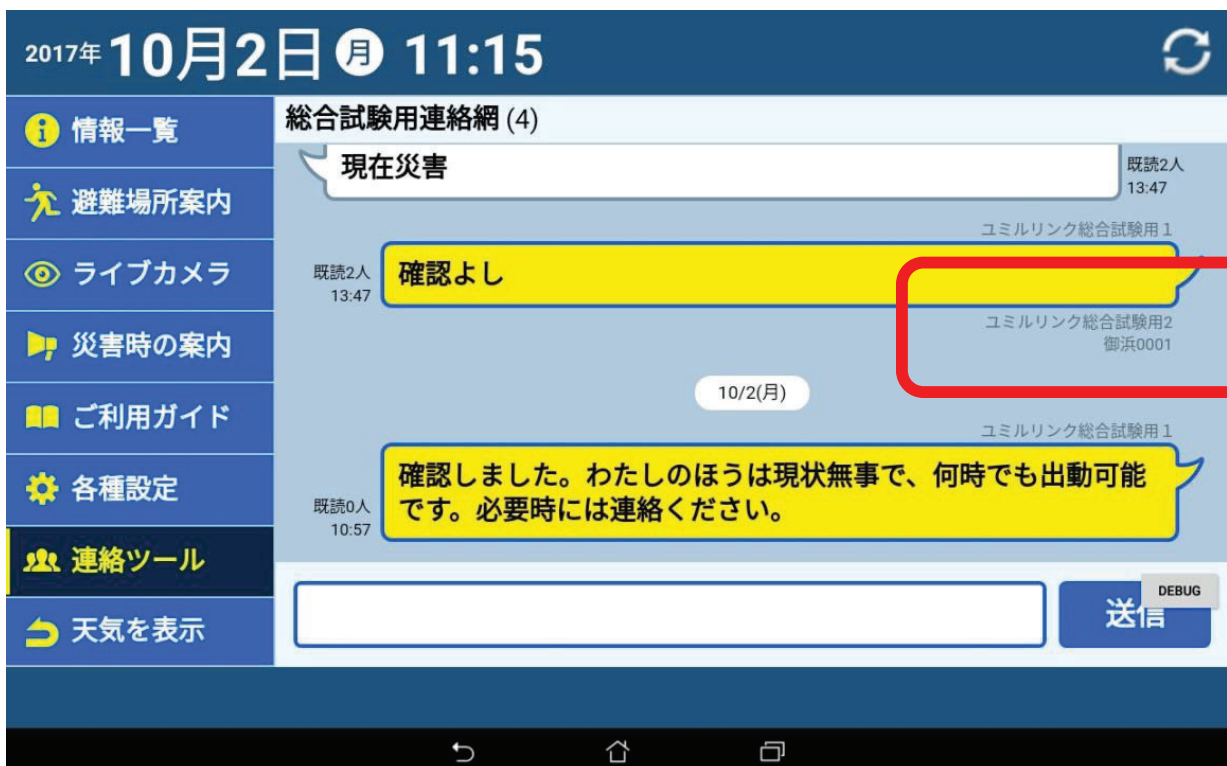 2017年10月2日 月 11:15
情報一覧
避難場所案内
ライブカメラ
災害時の案内
ご利用ガイド
各種設定
連絡ツール
天気を表示
総合試験用連絡網 (4)
現在災害
既読2人
13:47
ユミルリンク総合試験用1
既読2人
13:47
確認よし
ユミルリンク総合試験用2
御浜0001
10/2(月)
ユミルリンク総合試験用1
確認しました。わたしのほうは現状無事で、何時でも出動可能
です。必要時には連絡ください。
既読0人
10:57
DEBUG
送信